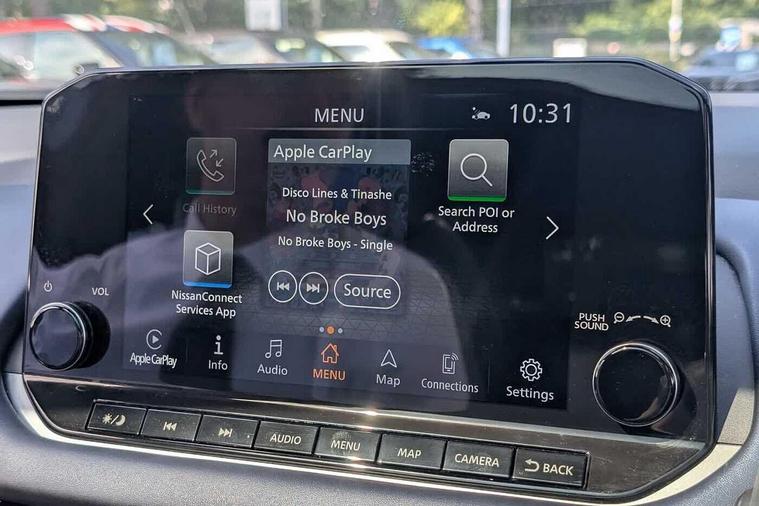 MENU
10:31
Apple CarPlay
Call History
Disco Lines & Tinashe
No Broke Boys
No Broke Boys - Single
Search POI or
Address
NissanConnect
Services App
Source
VOL
PUSH
SOUND
Apple CarPlay
Info
Audio
MENU
Map
Connections
Settings
AUDIO
MENU
MAP
CAMERA
BACK